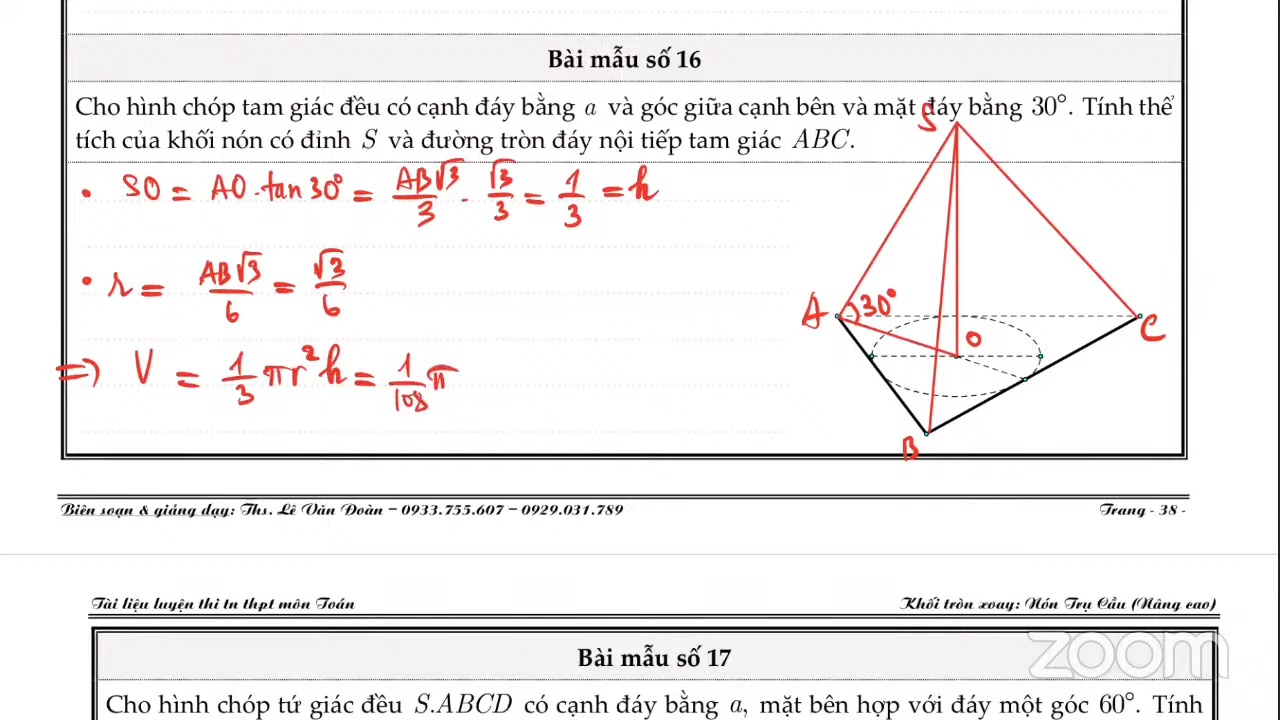 Bài mẫu số 16
Cho hình chóp tam giác đều có cạnh đáy bằng a và góc giữa cạnh bên và mặt đáy bằng 30°. Tính thể
tích của khối nón có đỉnh S và đường tròn đáy nội tiếp tam giác ABC.
• SO = AO . tan 30° = AB√3/3 . √3/3 = 1/3 = h
• r = AB√3/6 = √3/6
=> V = 1/3 πr²h = 1/108 π
S
A 30°
O
C
B
Biên soạn & giảng dạy: Ths. Lê Văn Đoàn – 0933.755.607 – 0929.031.789
Trang - 38 -
Tài liệu luyện thi tn thpt môn Toán
Khối tròn xoay: Nón Trụ Cầu (Nâng cao)
zoom
Bài mẫu số 17
Cho hình chóp tứ giác đều S.ABCD có cạnh đáy bằng a, mặt bên hợp với đáy một góc 60°. Tính